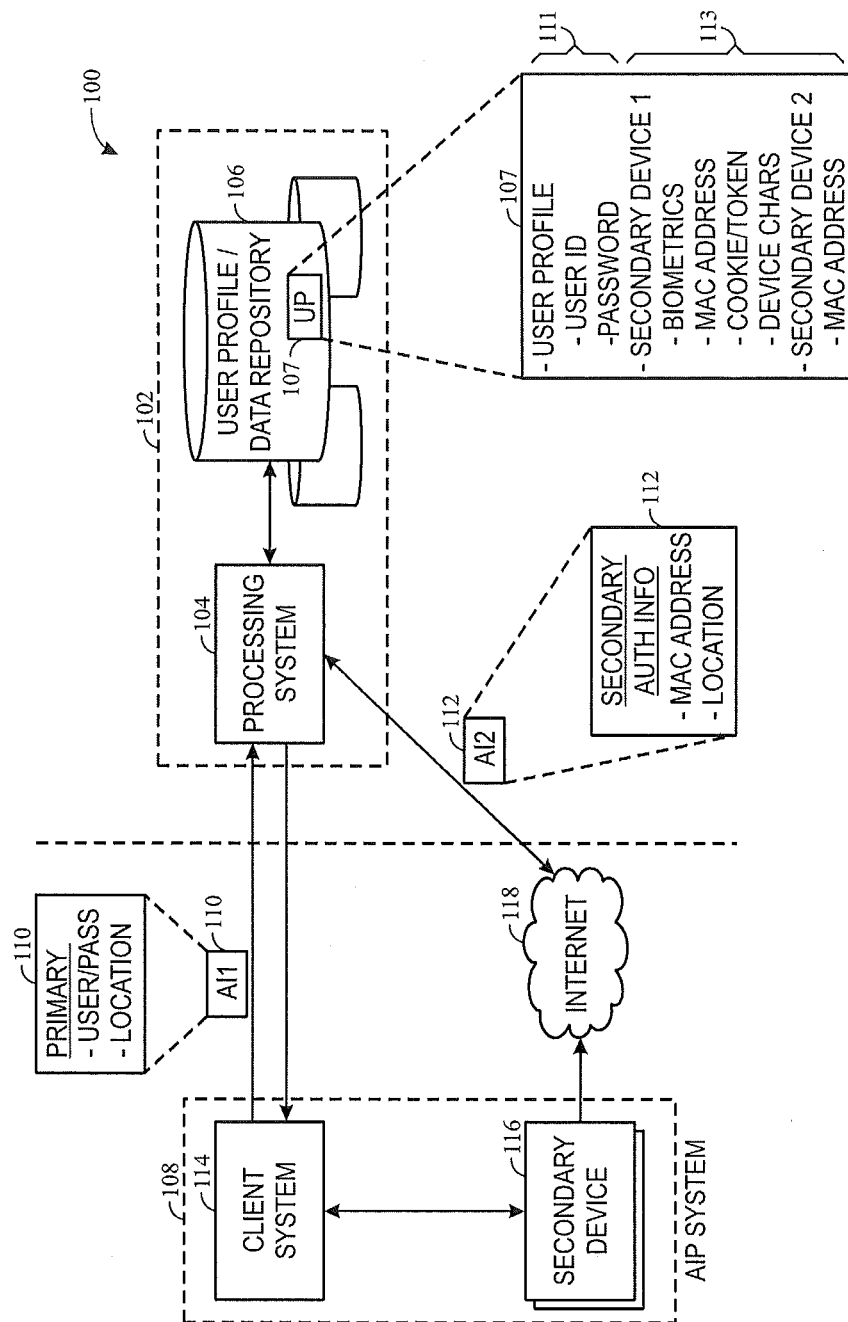 100
102
106
USER PROFILE /
DATA REPOSITORY
UP
107
104
PROCESSING
SYSTEM
110
PRIMARY
- USER/PASS
- LOCATION
110
AI1
108
114
CLIENT
SYSTEM
116
SECONDARY
DEVICE
AIP SYSTEM
118
INTERNET
112
AI2
112
SECONDARY
AUTH INFO
- MAC ADDRESS
- LOCATION
107
- USER PROFILE
- USER ID
-PASSWORD
- SECONDARY DEVICE 1
- BIOMETRICS
- MAC ADDRESS
- COOKIE/TOKEN
- DEVICE CHARS
- SECONDARY DEVICE 2
- MAC ADDRESS
111
113